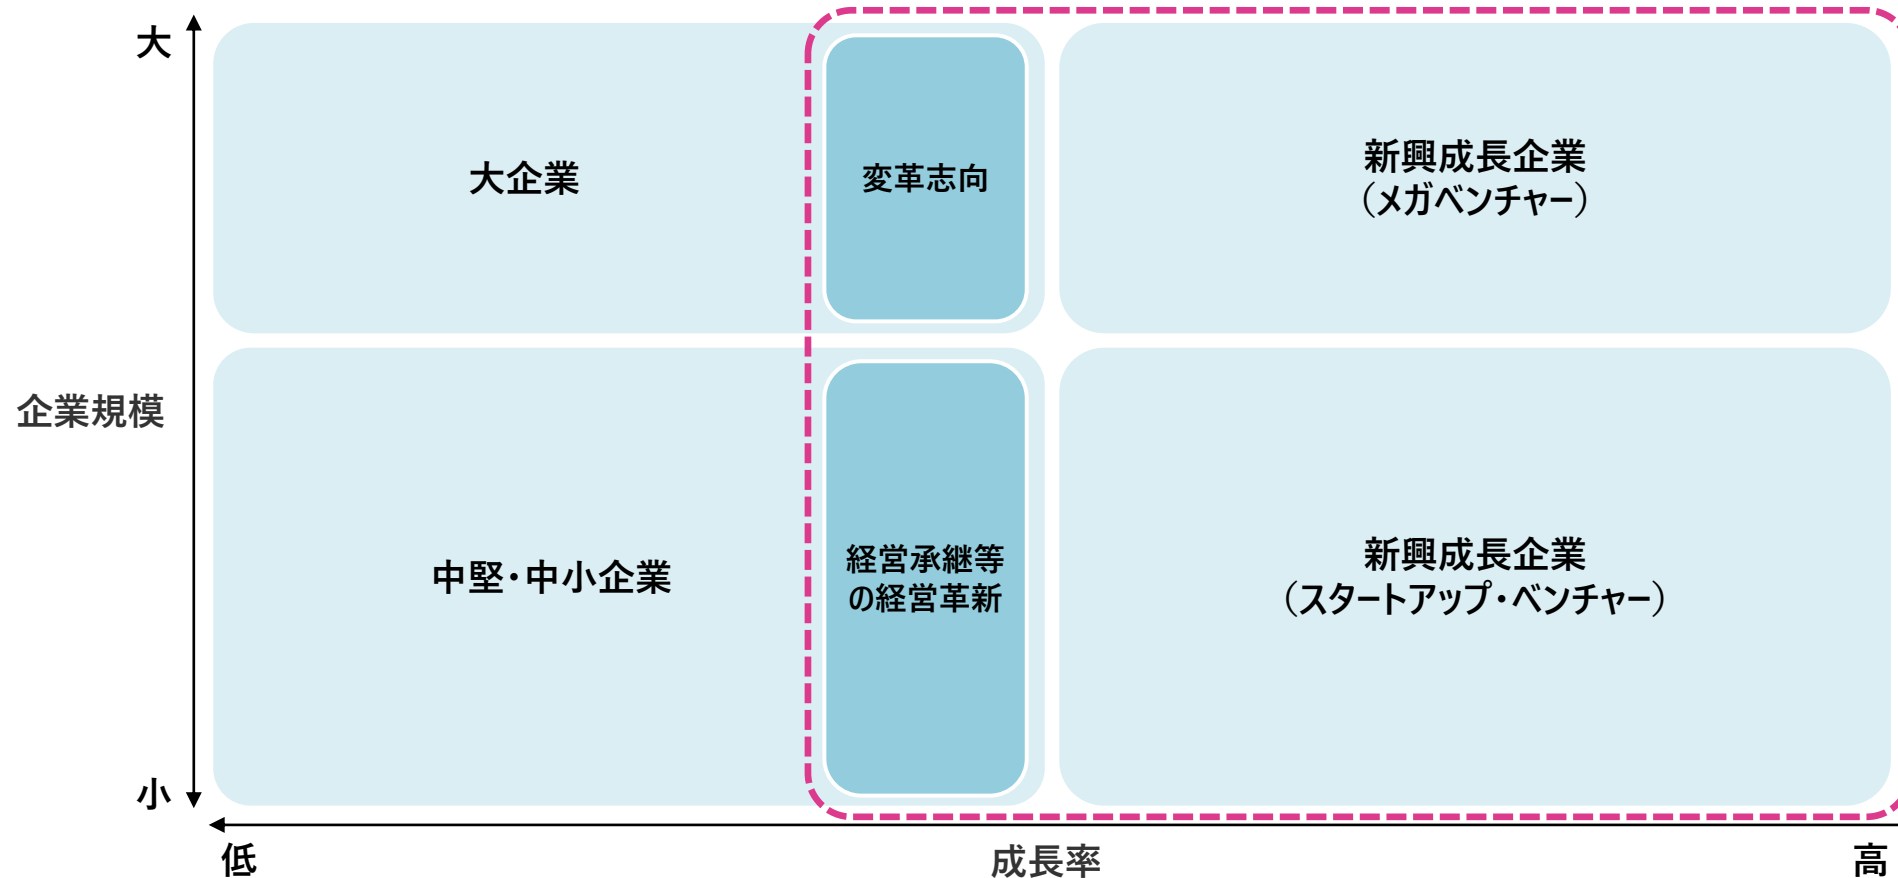 大
大企業
変革志向
新興成長企業
（メガベンチャー）
企業規模
中堅・中小企業
経営承継等
の経営革新
新興成長企業
（スタートアップ・ベンチャー）
小
低
成長率
高